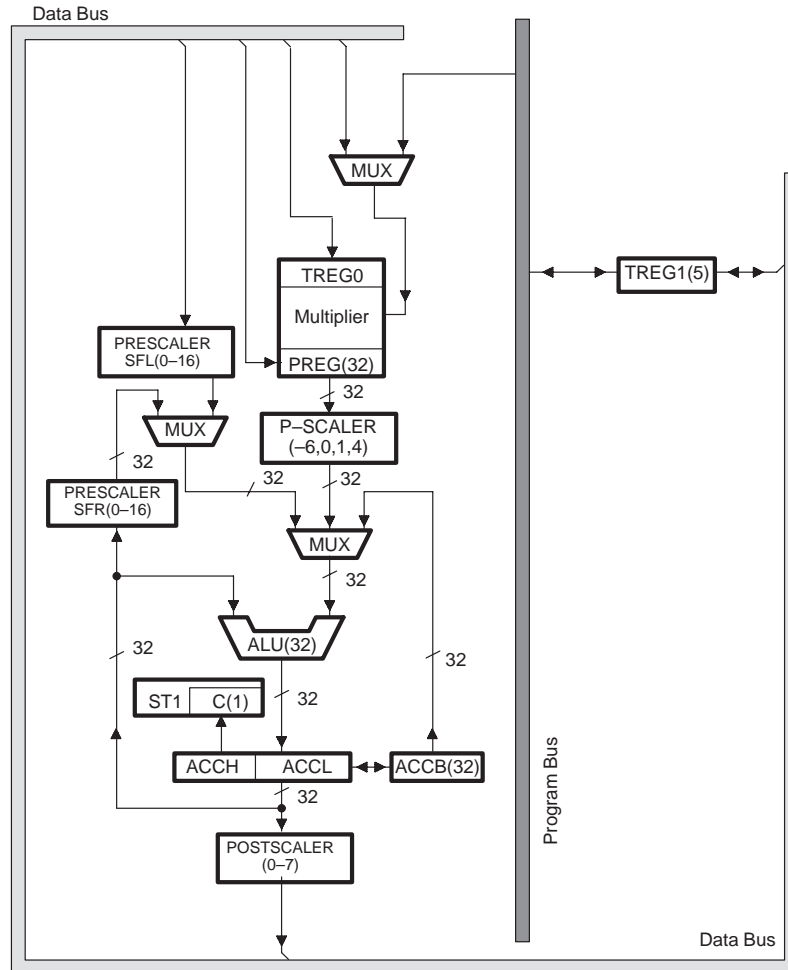 Data Bus
MUX
TREG0
TREG1(5)
Multiplier
PRESCALER
SFL(0–16)
PREG(32)
32
MUX
P–SCALER
(–6,0,1,4)
32
32
32
PRESCALER
SFR(0–16)
MUX
32
ALU(32)
32
32
32
ST1
C(1)
ACCH
ACCL
ACCB(32)
32
Program Bus
POSTSCALER
(0–7)
Data Bus